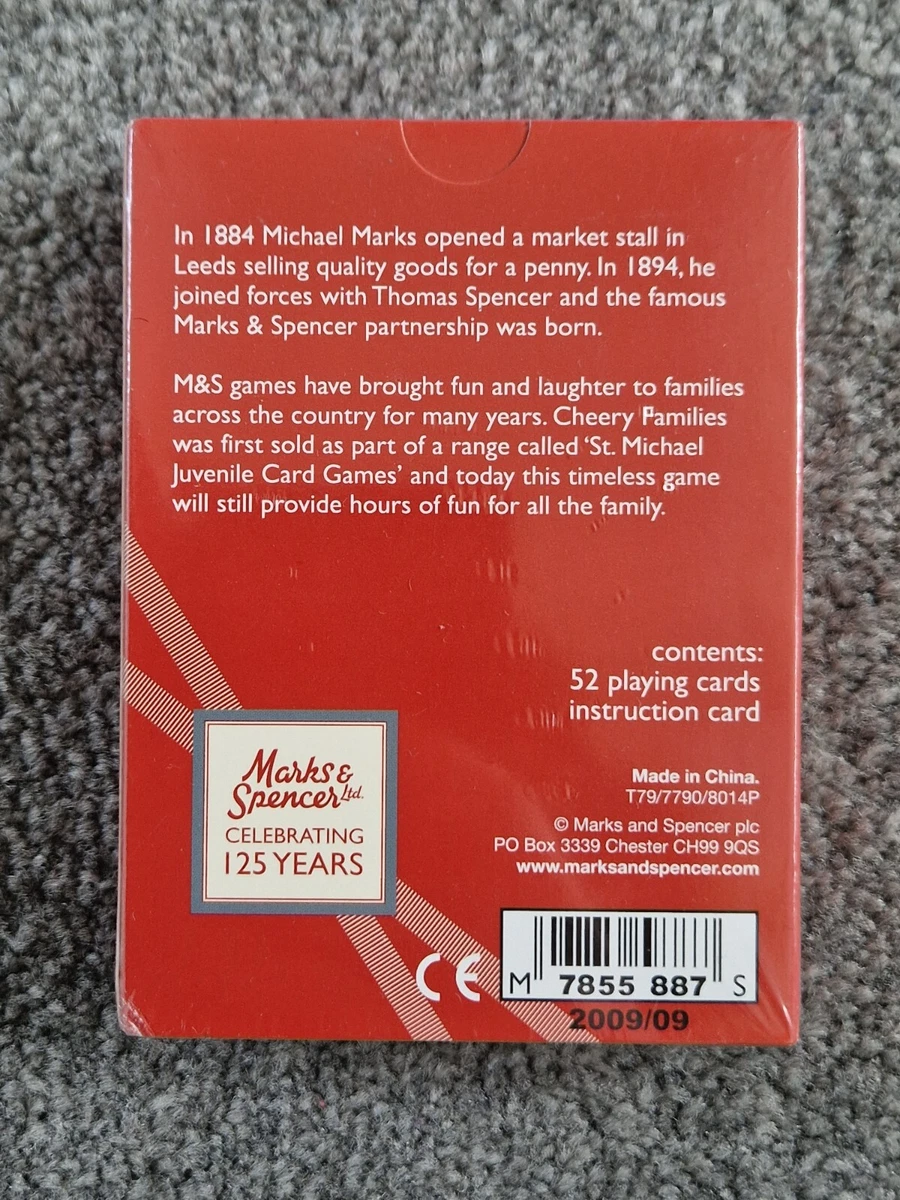 In 1884 Michael Marks opened a market stall in
Leeds selling quality goods for a penny. In 1894, he
joined forces with Thomas Spencer and the famous
Marks & Spencer partnership was born.
M&S games have brought fun and laughter to families
across the country for many years. Cheery Families
was first sold as part of a range called ‘St. Michael
Juvenile Card Games’ and today this timeless game
will still provide hours of fun for all the family.
contents:
52 playing cards
instruction card
Marks &
Spencer Ltd.
CELEBRATING
125 YEARS
Made in China.
T79/7790/8014P
© Marks and Spencer plc
PO Box 3339 Chester CH99 9QS
www.marksandspencer.com
CE
M 7855 887 S
2009/09